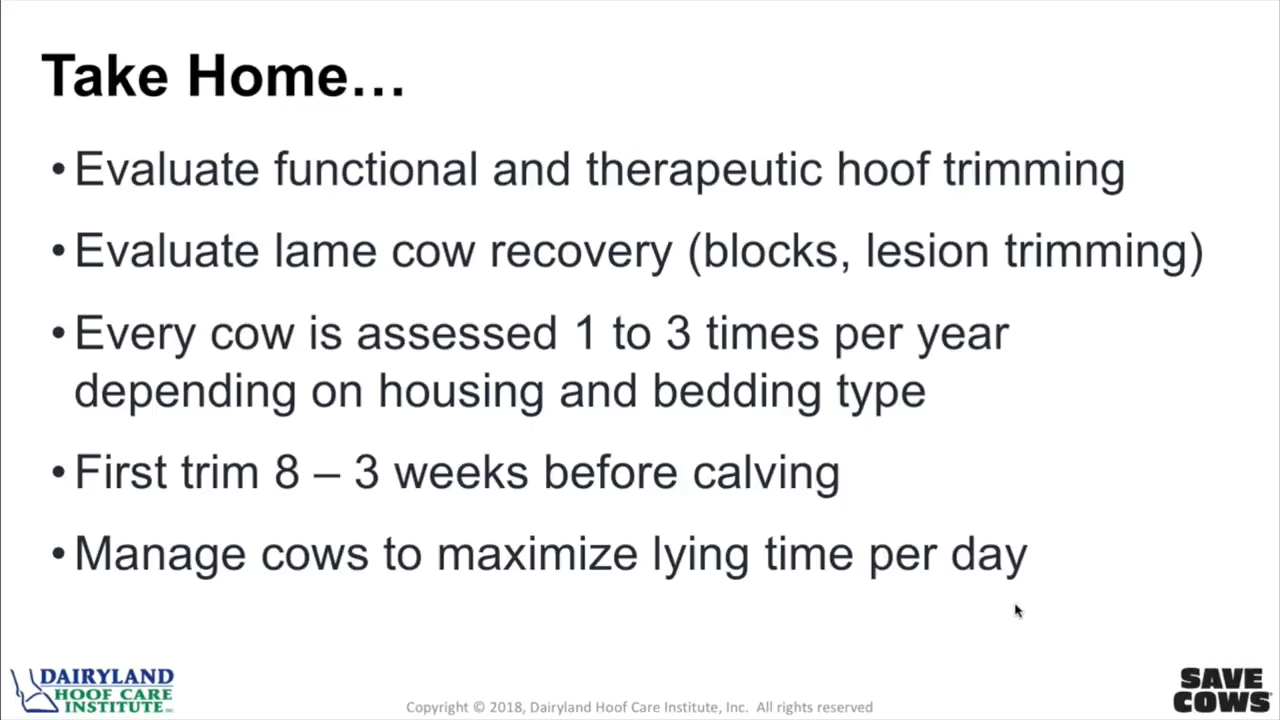 Take Home…
•Evaluate functional and therapeutic hoof trimming
•Evaluate lame cow recovery (blocks, lesion trimming)
•Every cow is assessed 1 to 3 times per year
depending on housing and bedding type
•First trim 8 – 3 weeks before calving
•Manage cows to maximize lying time per day
DAIRYLAND
HOOF CARE
INSTITUTE INC.
Copyright © 2018, Dairyland Hoof Care Institute, Inc. All rights reserved
SAVE
COWS